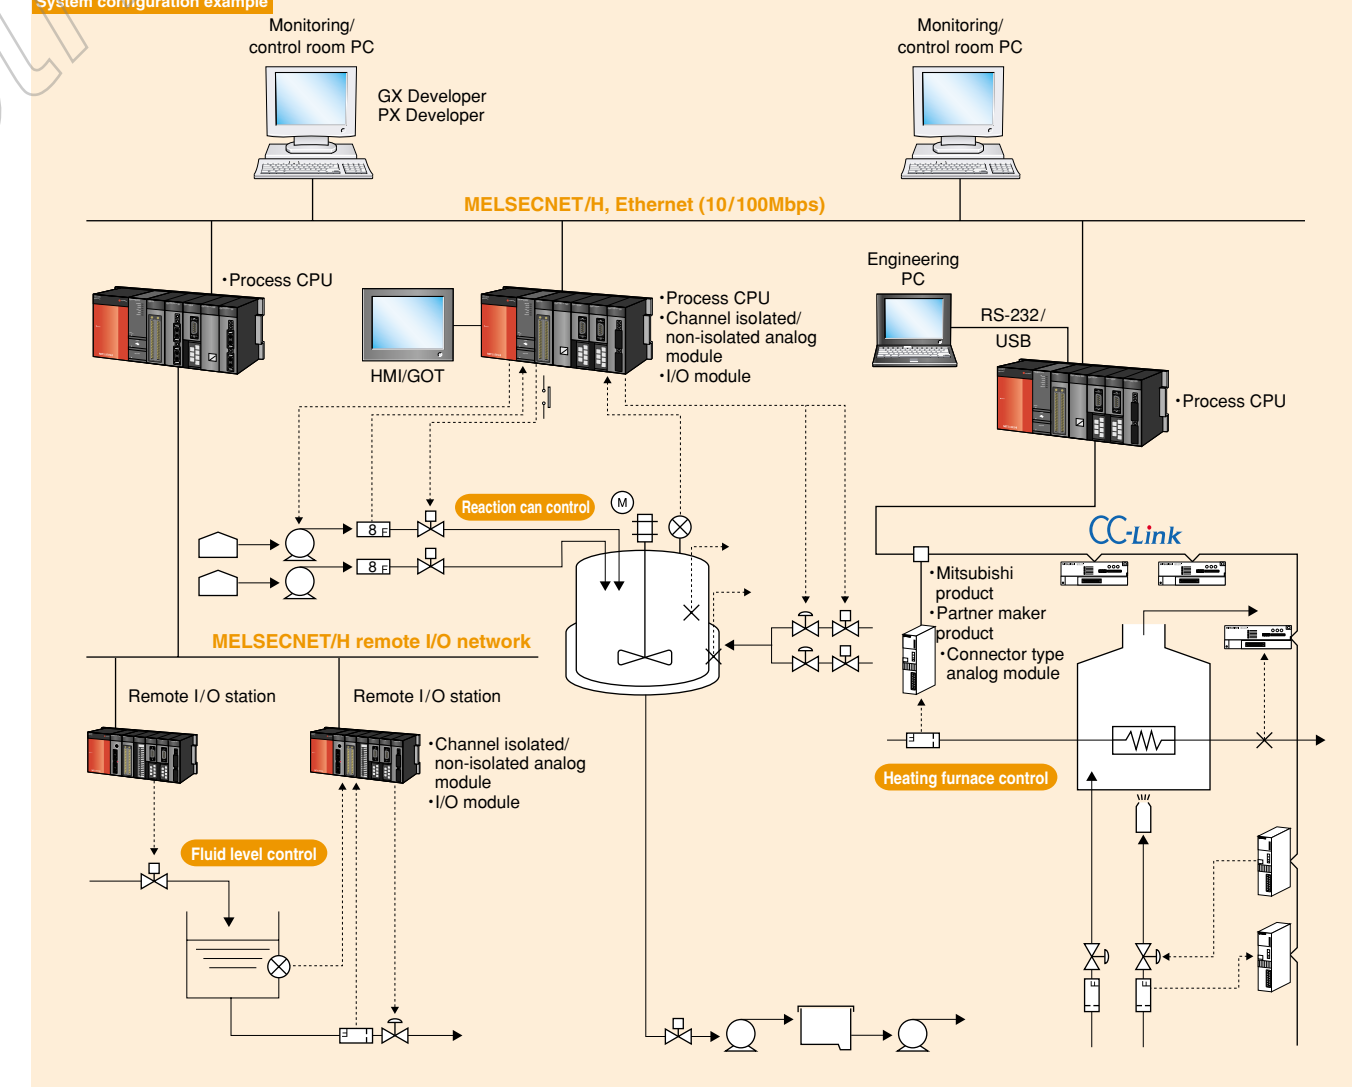 System configuration example
Monitoring/
control room PC
GX Developer
PX Developer
Monitoring/
control room PC
MELSECNET/H, Ethernet (10/100Mbps)
・Process CPU
HMI/GOT
・Process CPU
・Channel isolated/
non-isolated analog
module
・I/O module
Engineering
PC
RS-232/
USB
・Process CPU
Reaction can control
M
8 F
8 F
CC-Link
・Mitsubishi
product
・Partner maker
product
・Connector type
analog module
MELSECNET/H remote I/O network
Remote I/O station
Remote I/O station
・Channel isolated/
non-isolated analog
module
・I/O module
Heating furnace control
Fluid level control
F
F
F
F